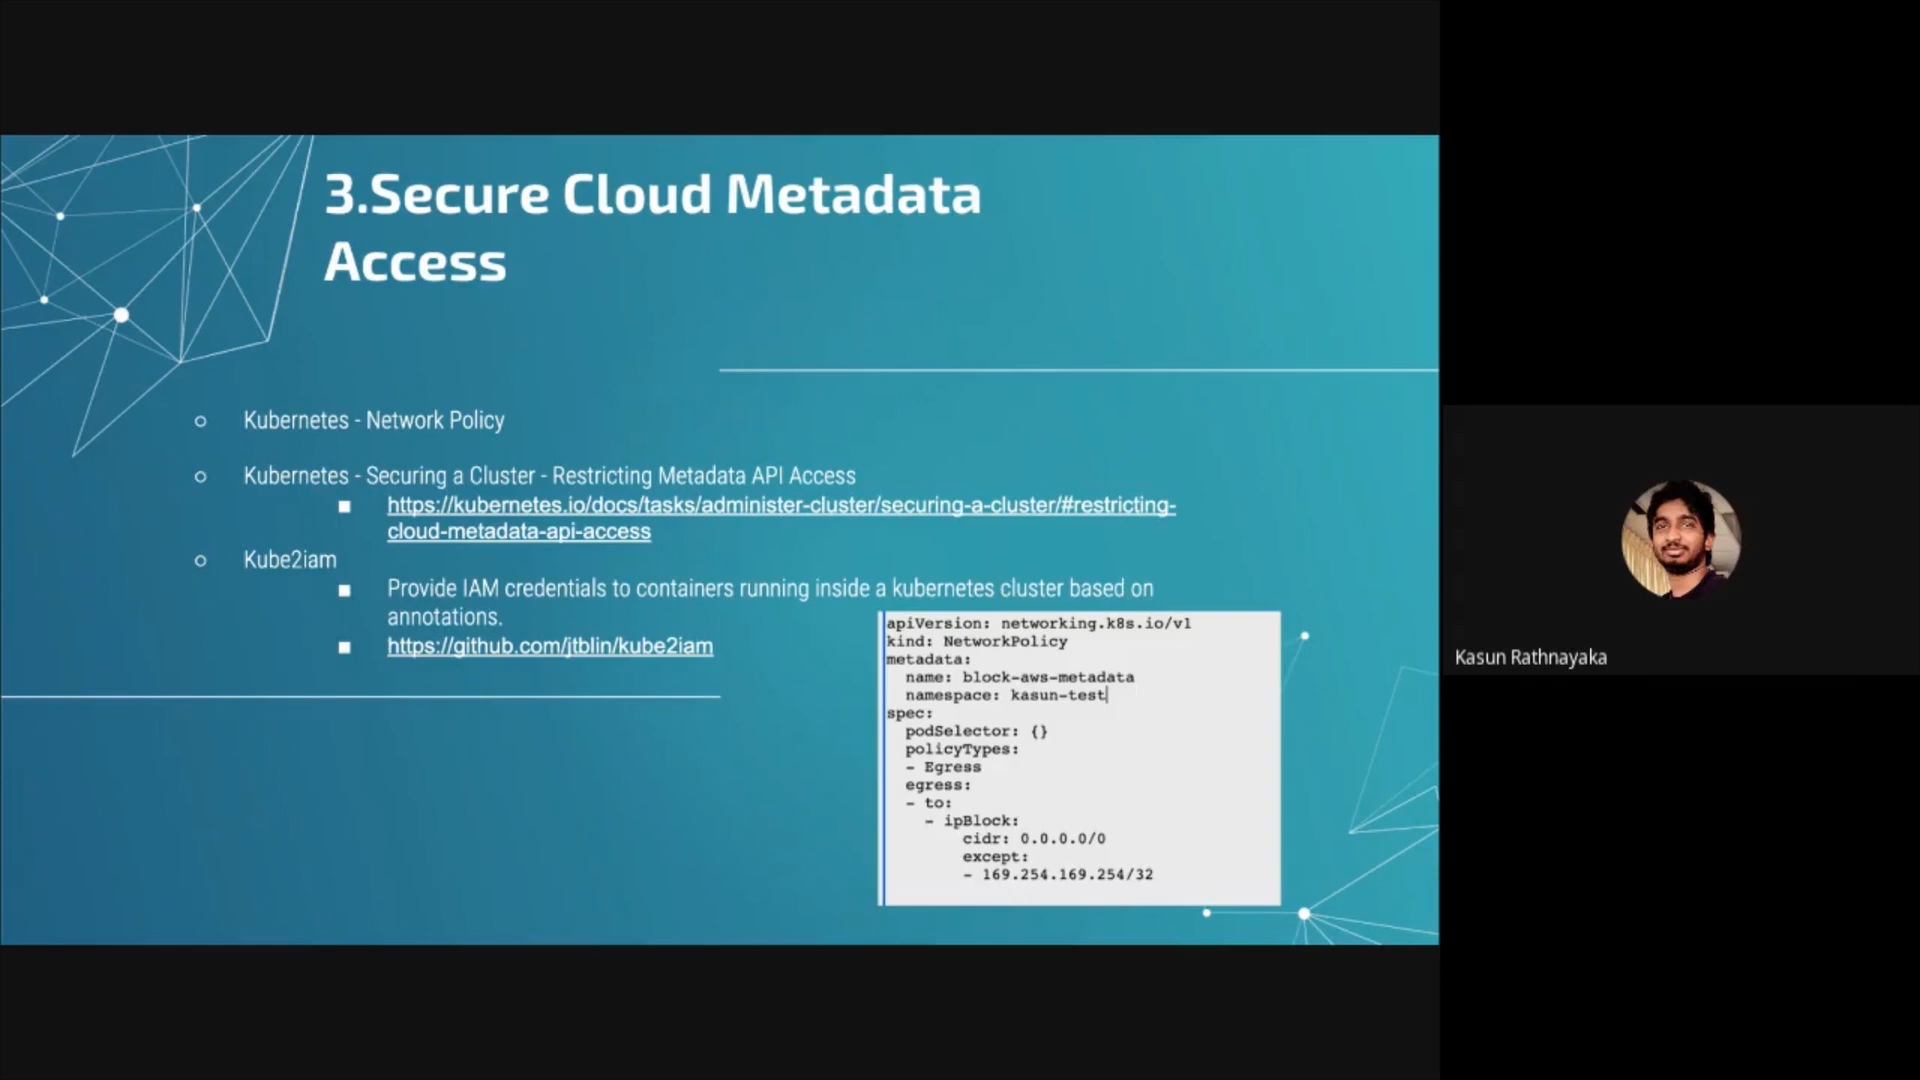 3.Secure Cloud Metadata
Access
Kubernetes - Network Policy
Kubernetes - Securing a Cluster - Restricting Metadata API Access
https://kubernetes.io/docs/tasks/administer-cluster/securing-a-cluster/#restricting-
cloud-metadata-api-access
Kube2iam
Provide IAM credentials to containers running inside a kubernetes cluster based on
annotations.
https://github.com/jtblin/kube2iam
apiVersion: networking.k8s.io/v1
kind: NetworkPolicy
metadata:
  name: block-aws-metadata
  namespace: kasun-test
spec:
  podSelector: {}
  policyTypes:
  - Egress
  egress:
  - to:
    - ipBlock:
        cidr: 0.0.0.0/0
        except:
        - 169.254.169.254/32
Kasun Rathnayaka